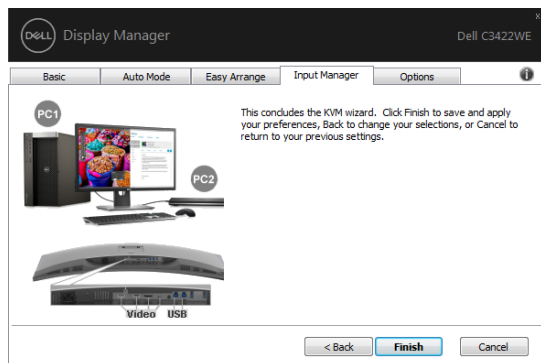 DELL Display Manager
Dell C3422WE
x
Basic
Auto Mode
Easy Arrange
Input Manager
Options
i
PC1
This concludes the KVM wizard. Click Finish to save and apply
your preferences, Back to change your selections, or Cancel to
return to your previous settings.
PC2
Video USB
< Back
Finish
Cancel